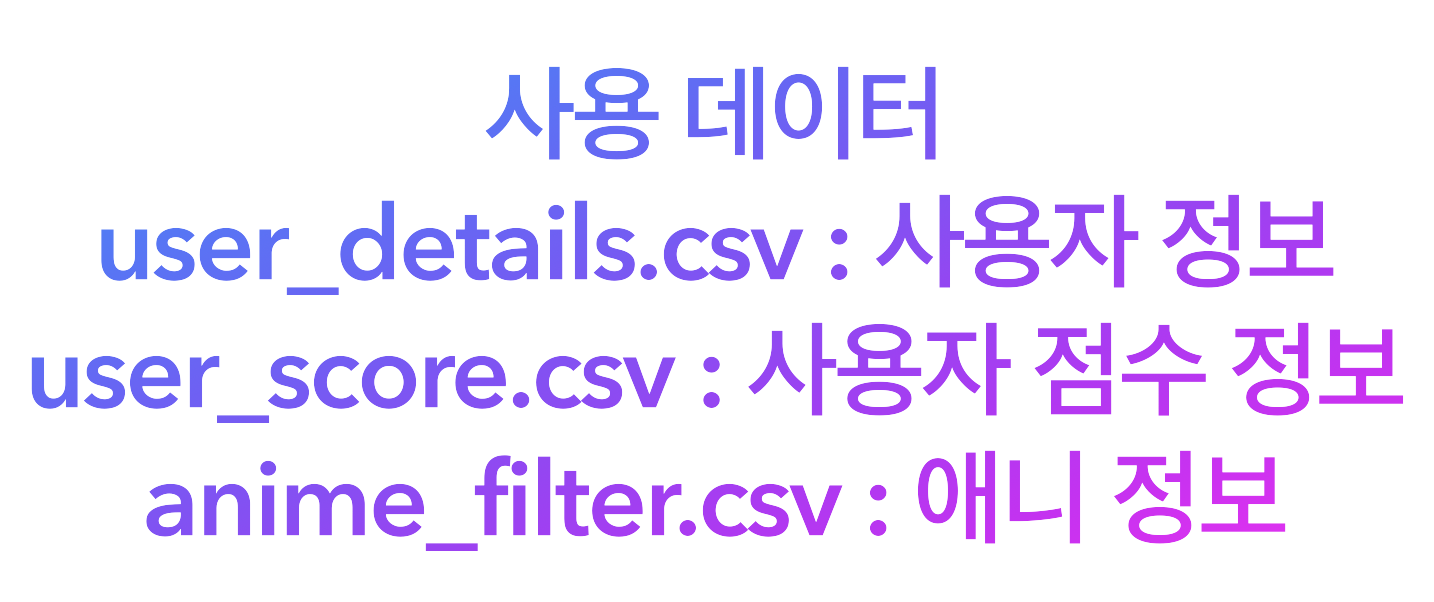 사용 데이터
user_details.csv : 사용자 정보
user_score.csv : 사용자 점수 정보
anime_filter.csv : 애니 정보